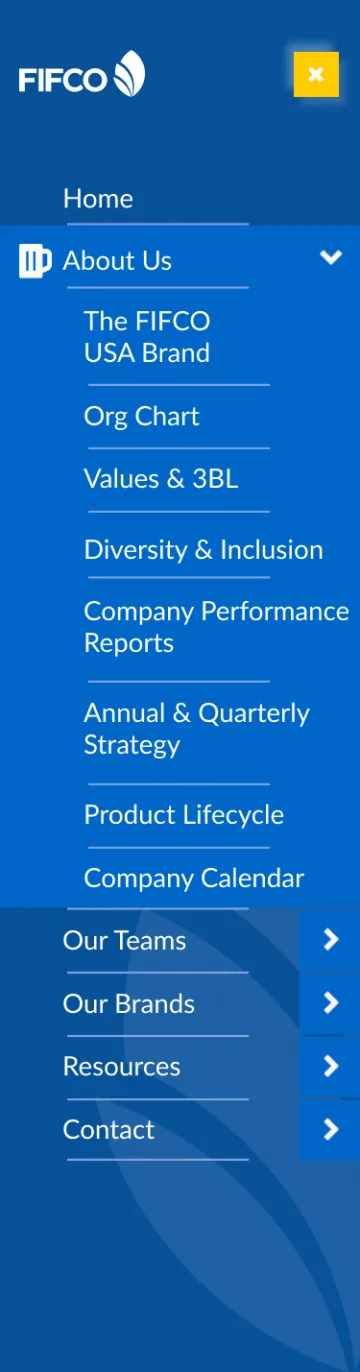 FIFCO
Home
About Us
The FIFCO
USA Brand
Org Chart
Values & 3BL
Diversity & Inclusion
Company Performance
Reports
Annual & Quarterly
Strategy
Product Lifecycle
Company Calendar
Our Teams
Our Brands
Resources
Contact